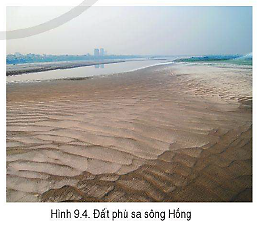 Hình 9.4. Đất phù sa sông Hồng